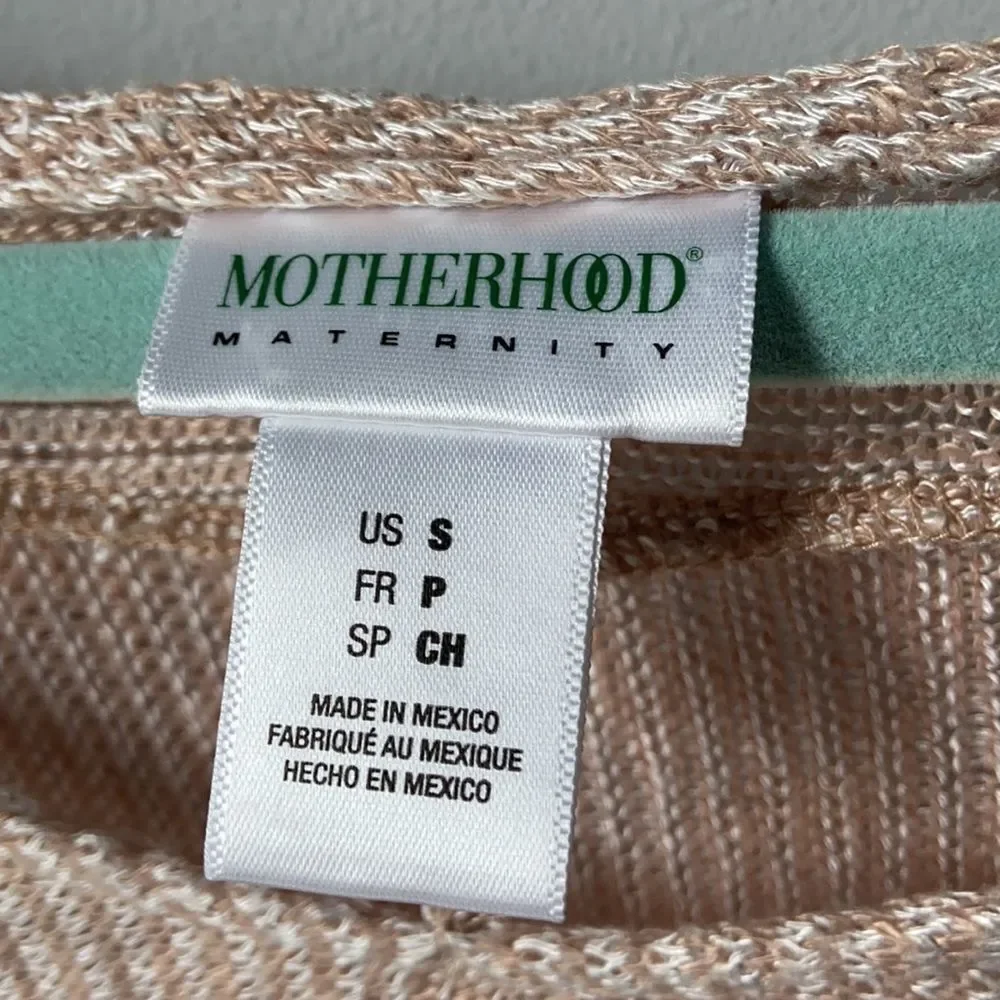 MOTHERHOOD®
MATERNITY
US S
FR P
SP CH
MADE IN MEXICO
FABRIQUÉ AU MEXIQUE
HECHO EN MEXICO